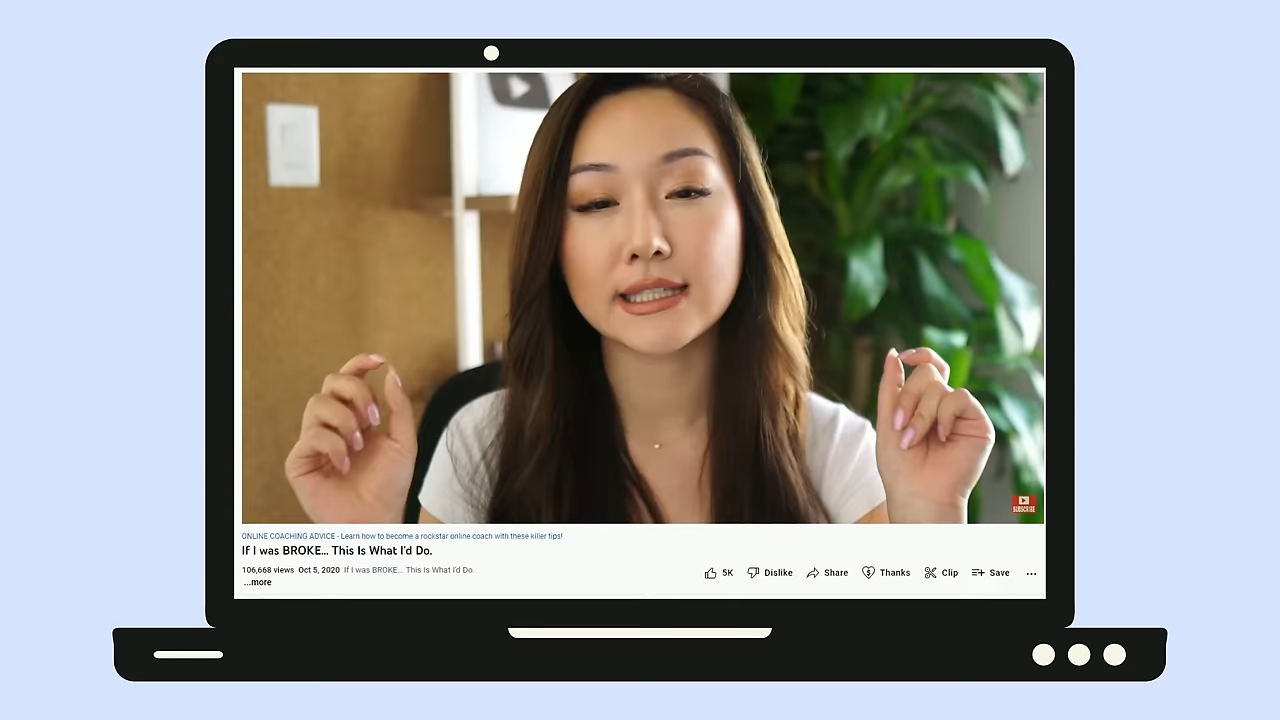 SUBSCRIBE
ONLINE COACHING ADVICE - Learn how to become a rockstar online coach with these killer tips!
If I was BROKE... This Is What I'd Do.
106,668 views Oct 5, 2020 If I was BROKE... This Is What I'd Do.
...more
5K Dislike Share Thanks Clip Save ...